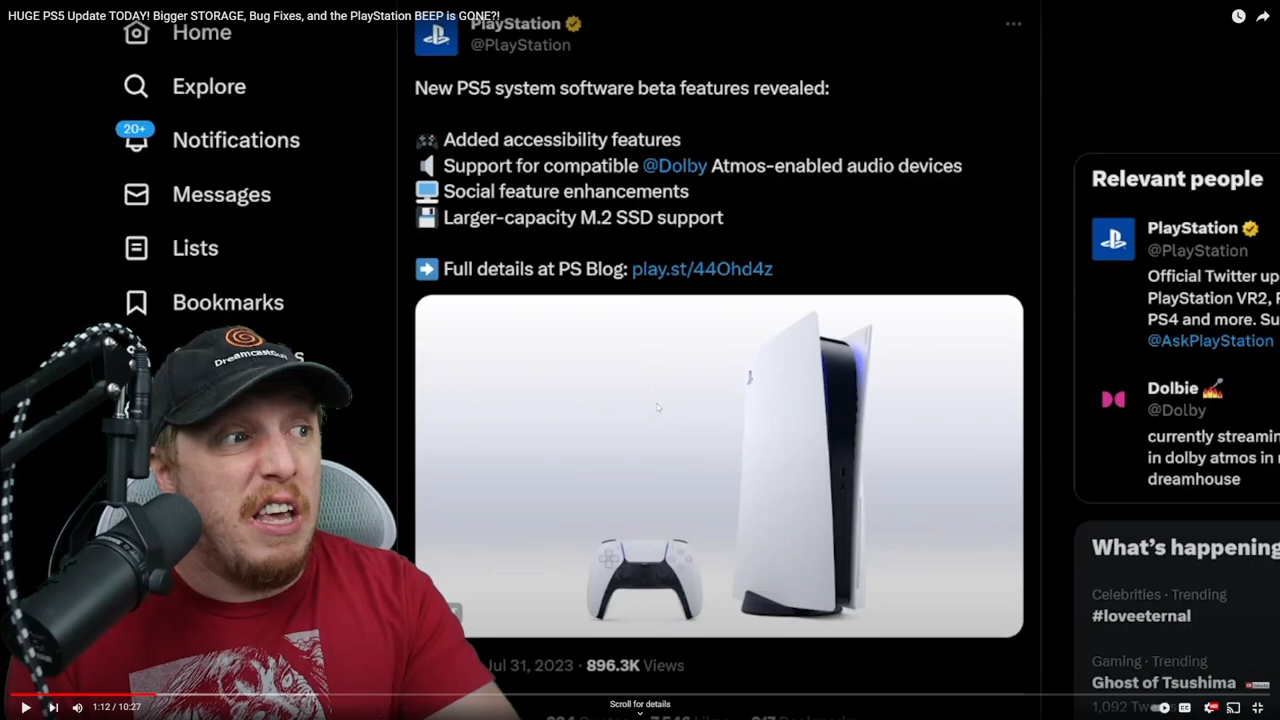 HUGE PS5 Update TODAY! Bigger STORAGE, Bug Fixes, and the PlayStation BEEP is GONE?!
Home
Explore
20+
Notifications
Messages
Lists
Bookmarks
PlayStation
@PlayStation
New PS5 system software beta features revealed:
Added accessibility features
Support for compatible @Dolby Atmos-enabled audio devices
Social feature enhancements
Larger-capacity M.2 SSD support
Full details at PS Blog: play.st/44Ohd4z
Jul 31, 2023 · 896.3K Views
Relevant people
PlayStation
@PlayStation
Official Twitter up
PlayStation VR2, P
PS4 and more. Su
@AskPlayStation
Dolbie
@Dolby
currently streamin
in dolby atmos in
dreamhouse
What's happening
Celebrities · Trending
#loveeternal
Gaming · Trending
Ghost of Tsushima
1,092
DreamcastGuy
1:12 / 10:27
Scroll for details